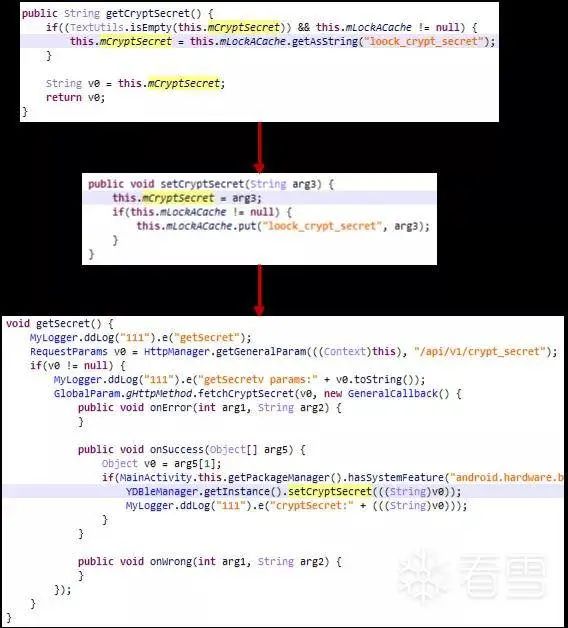 public String getCryptSecret() {
if((TextUtils.isEmpty(this.mCryptSecret)) && this.mLockACache != null) {
this.mCryptSecret = this.mLockACache.getAsString("loock_crypt_secret");
}
String v0 = this.mCryptSecret;
return v0;
}
public void setCryptSecret(String arg3) {
this.mCryptSecret = arg3;
if(this.mLockACache != null) {
this.mLockACache.put("loock_crypt_secret", arg3);
}
}
void getSecret() {
MyLogger.ddLog("111").e("getSecret");
RequestParams v0 = HttpManager.getGeneralParam(((Context)this), "/api/v1/crypt_secret");
if(v0 != null) {
MyLogger.ddLog("111").e("getSecretv params:" + v0.toString());
GlobalParam.gHttpMethod.fetchCryptSecret(v0, new GeneralCallback() {
public void onError(int arg1, String arg2) {
}
public void onSuccess(Object[] arg5) {
Object v0 = arg5[1];
if(MainActivity.this.getPackageManager().hasSystemFeature("android.hardware.b
YDBleManager.getInstance().setCryptSecret(((String)v0));
MyLogger.ddLog("111").e("cryptSecret:" + (((String)v0)));
}
}
public void onWrong(int arg1, String arg2) {
}
});
}
}
看雪